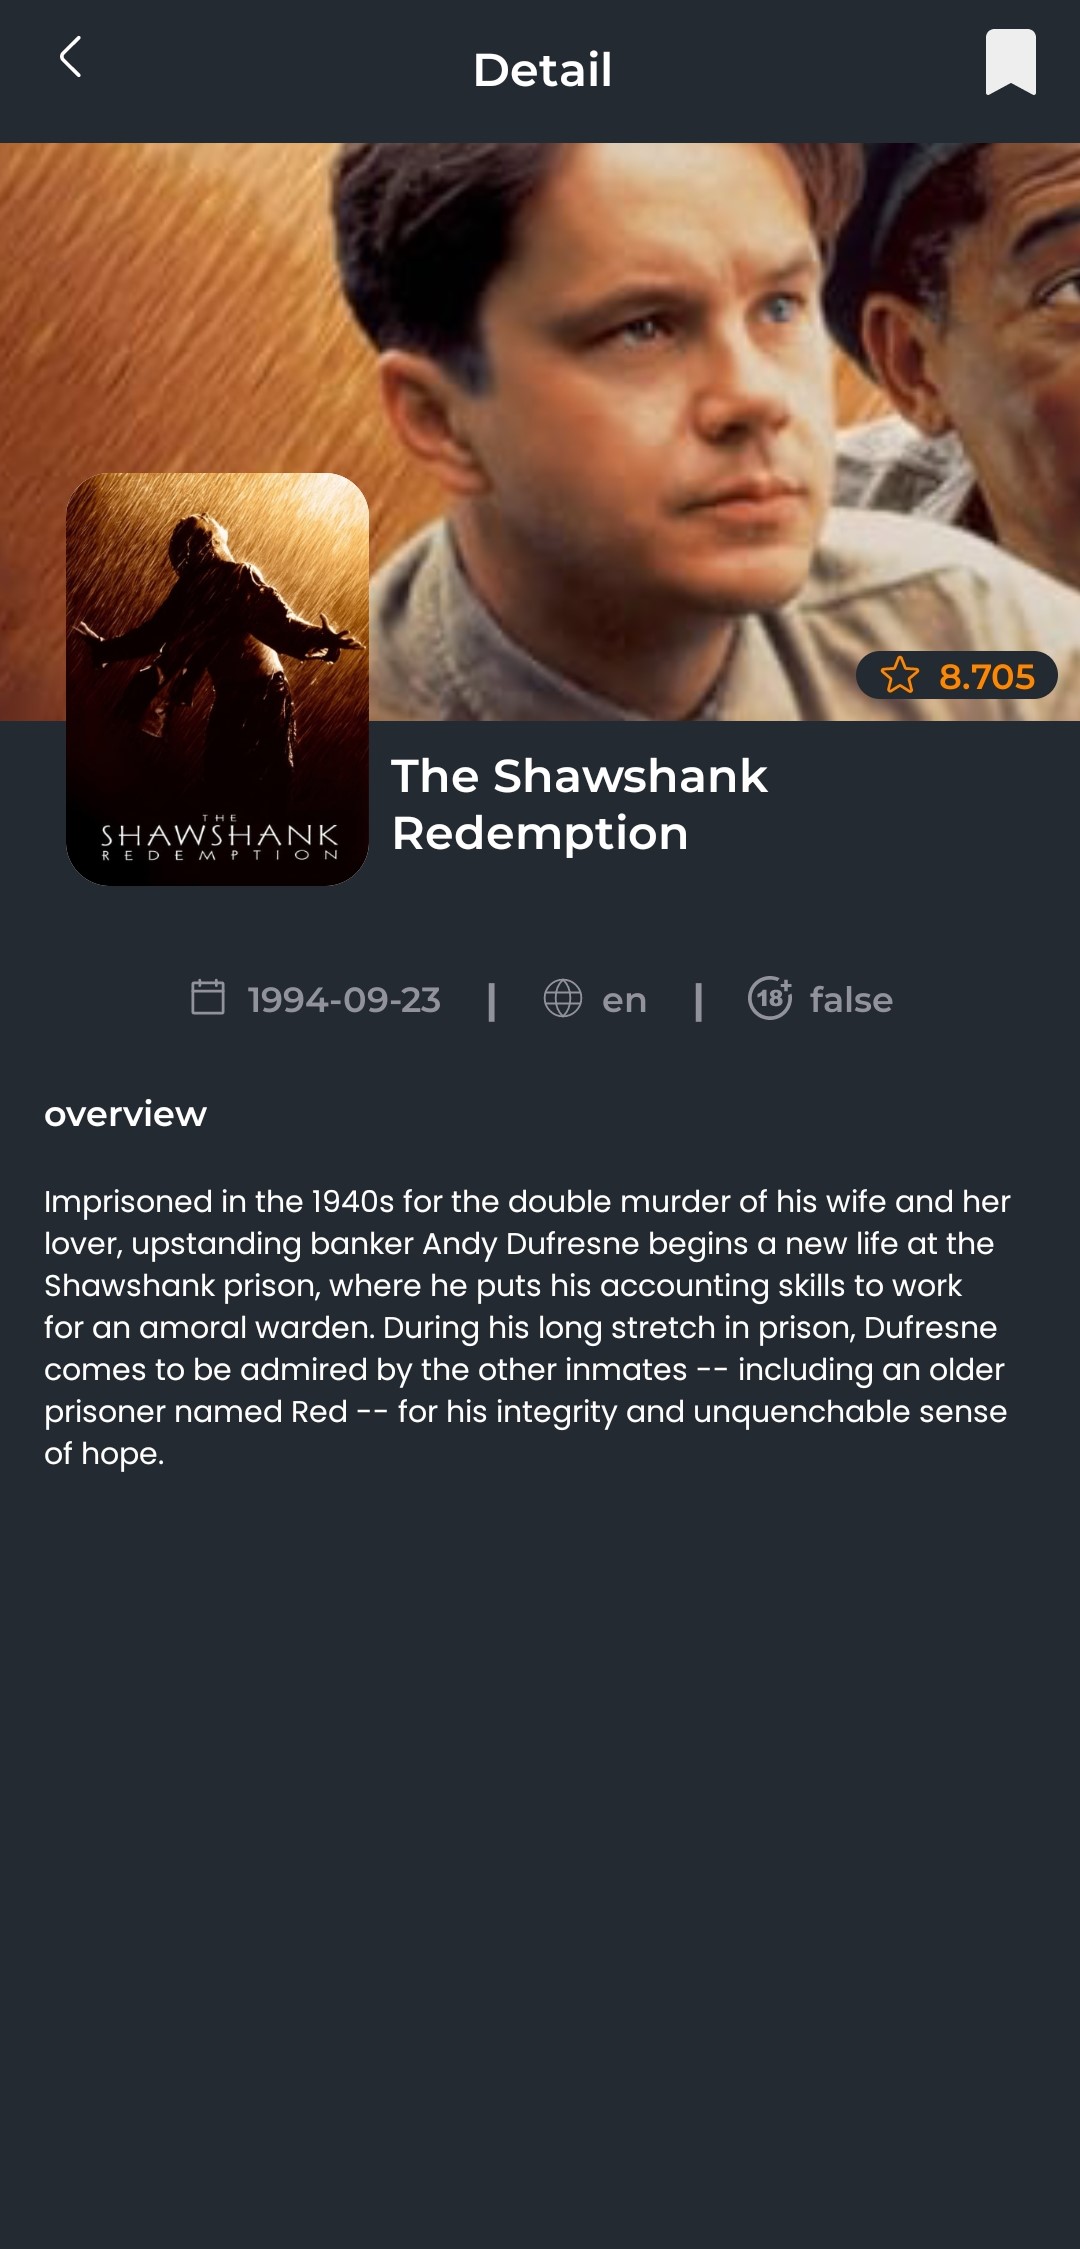 Detail
8.705
THE
SHAWSHANK
REDEMPTION
The Shawshank
Redemption
1994-09-23 | en | 18+ false
overview
Imprisoned in the 1940s for the double murder of his wife and her
lover, upstanding banker Andy Dufresne begins a new life at the
Shawshank prison, where he puts his accounting skills to work
for an amoral warden. During his long stretch in prison, Dufresne
comes to be admired by the other inmates -- including an older
prisoner named Red -- for his integrity and unquenchable sense
of hope.